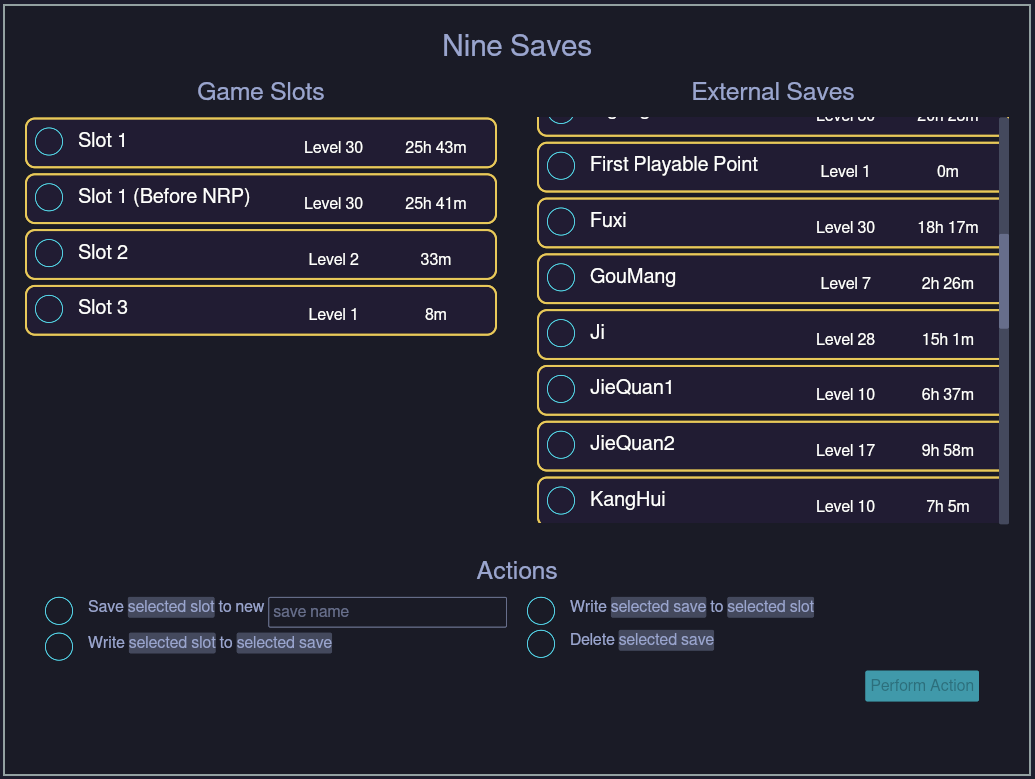 Nine Saves
Game Slots
Slot 1 Level 30 25h 43m
Slot 1 (Before NRP) Level 30 25h 41m
Slot 2 Level 2 33m
Slot 3 Level 1 8m
External Saves
First Playable Point Level 1 0m
Fuxi Level 30 18h 17m
GouMang Level 7 2h 26m
Ji Level 28 15h 1m
JieQuan1 Level 10 6h 37m
JieQuan2 Level 17 9h 58m
KangHui Level 10 7h 5m
Actions
Save selected slot to new save name
Write selected slot to selected save
Write selected save to selected slot
Delete selected save
Perform Action